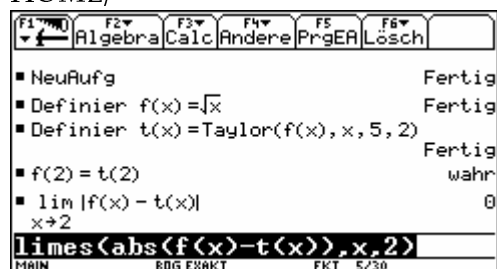 HOME/
F1 F2 F3 F4 F5 F6
Algebra Calc Andere PrgEA Lösch
▪ NeuAufg Fertig
▪ Definier f(x)=√x Fertig
▪ Definier t(x)=Taylor(f(x),x,5,2)
Fertig
▪ f(2)=t(2) wahr
▪ lim |f(x)-t(x)| 0
x→2
limes(abs(f(x)-t(x)),x,2)
MAIN BOG EXAKT FKT 5/30